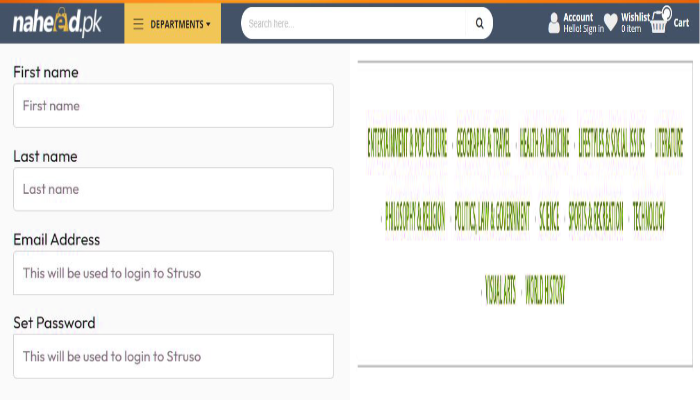 naheed.pk
DEPARTMENTS
Search here...
Account
Hello! Sign in
Wishlist
0 item
0
Cart
First name
First name
Last name
Last name
Email Address
This will be used to login to Struso
Set Password
This will be used to login to Struso
ENTERTAINMENT & POP CULTURE · GEOGRAPHY & TRAVEL · HEALTH & MEDICINE · LIFESTYLES & SOCIAL ISSUES · LITERATURE
· PHILOSOPHY & RELIGION · POLITICS, LAW & GOVERNMENT · SCIENCE · SPORTS & RECREATION · TECHNOLOGY
· VISUAL ARTS · WORLD HISTORY